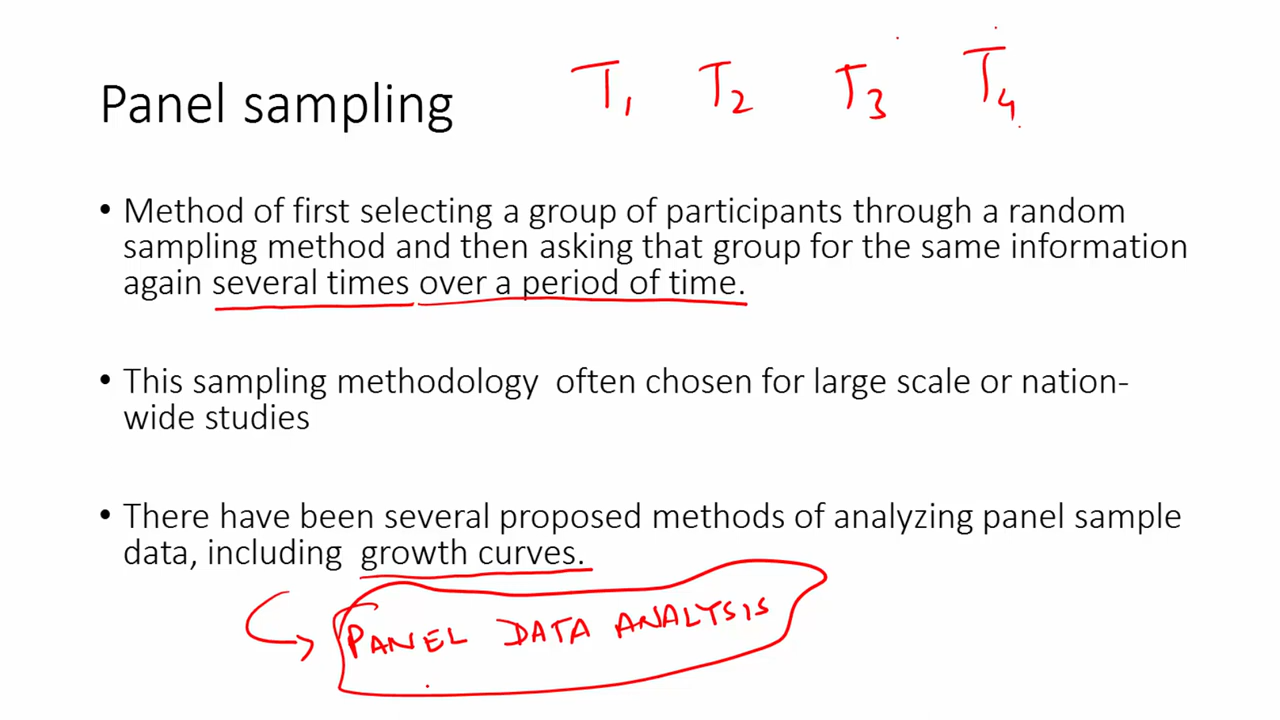 T1 T2 T3 T4
Panel sampling
• Method of first selecting a group of participants through a random
sampling method and then asking that group for the same information
again several times over a period of time.
• This sampling methodology often chosen for large scale or nation-
wide studies
• There have been several proposed methods of analyzing panel sample
data, including growth curves.
PANEL DATA ANALYSIS